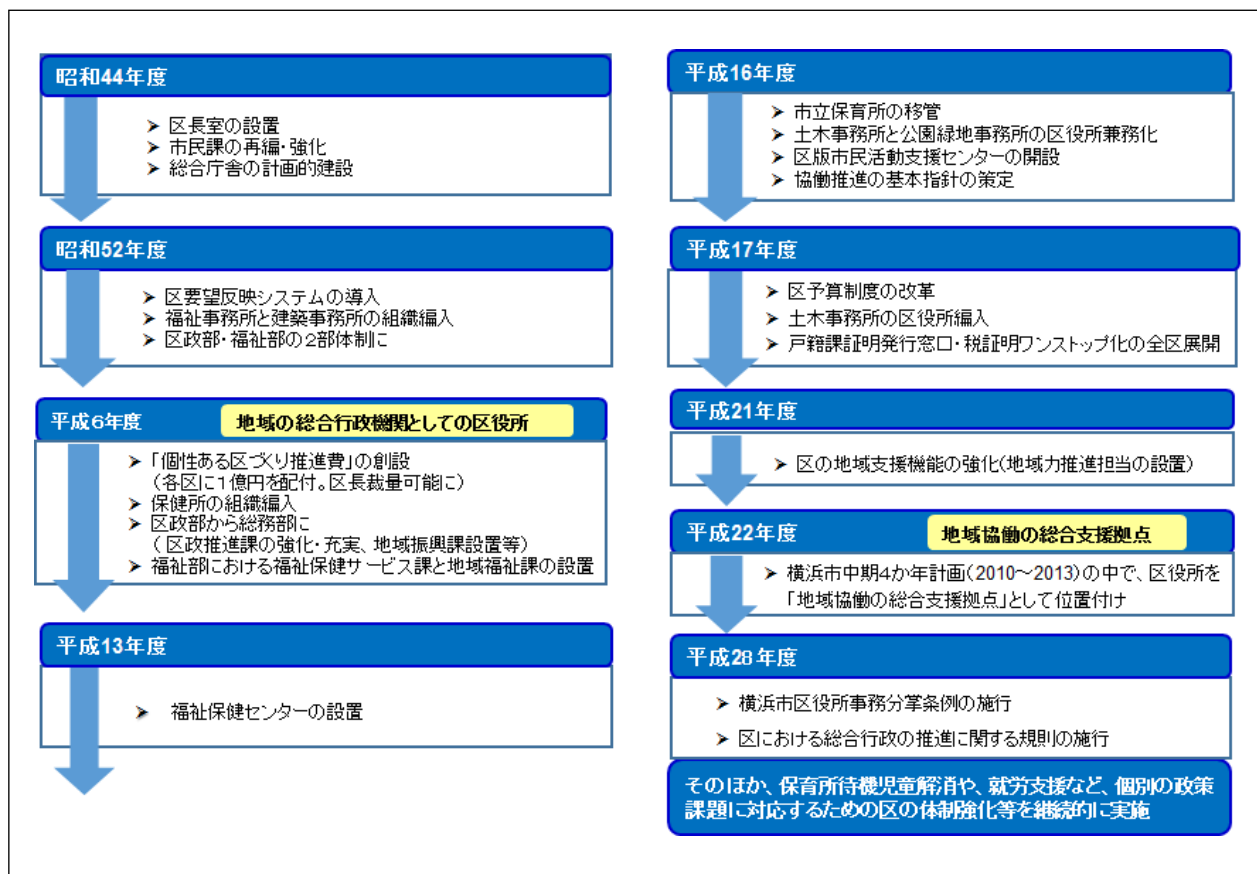 昭和44年度
➢ 区長室の設置
➢ 市民課の再編・強化
➢ 総合庁舎の計画的建設
昭和52年度
➢ 区要望反映システムの導入
➢ 福祉事務所と建築事務所の組織編入
➢ 区政部・福祉部の2部体制に
平成6年度 地域の総合行政機関としての区役所
➢ 「個性ある区づくり推進費」の創設
(各区に1億円を配付。区長裁量可能に)
➢ 保健所の組織編入
➢ 区政部から総務部に
(区政推進課の強化・充実、地域振興課設置等)
➢ 福祉部における福祉保健サービス課と地域福祉課の設置
平成13年度
➢ 福祉保健センターの設置
平成16年度
➢ 市立保育所の移管
➢ 土木事務所と公園緑地事務所の区役所兼務化
➢ 区版市民活動支援センターの開設
➢ 協働推進の基本指針の策定
平成17年度
➢ 区予算制度の改革
➢ 土木事務所の区役所編入
➢ 戸籍課証明発行窓口・税証明ワンストップ化の全区展開
平成21年度
➢ 区の地域支援機能の強化(地域力推進担当の設置)
平成22年度 地域協働の総合支援拠点
➢ 横浜市中期4か年計画(2010~2013)の中で、区役所を
「地域協働の総合支援拠点」として位置付け
平成28年度
➢ 横浜市区役所事務分掌条例の施行
➢ 区における総合行政の推進に関する規則の施行
そのほか、保育所待機児童解消や、就労支援など、個別の政策
課題に対応するための区の体制強化等を継続的に実施